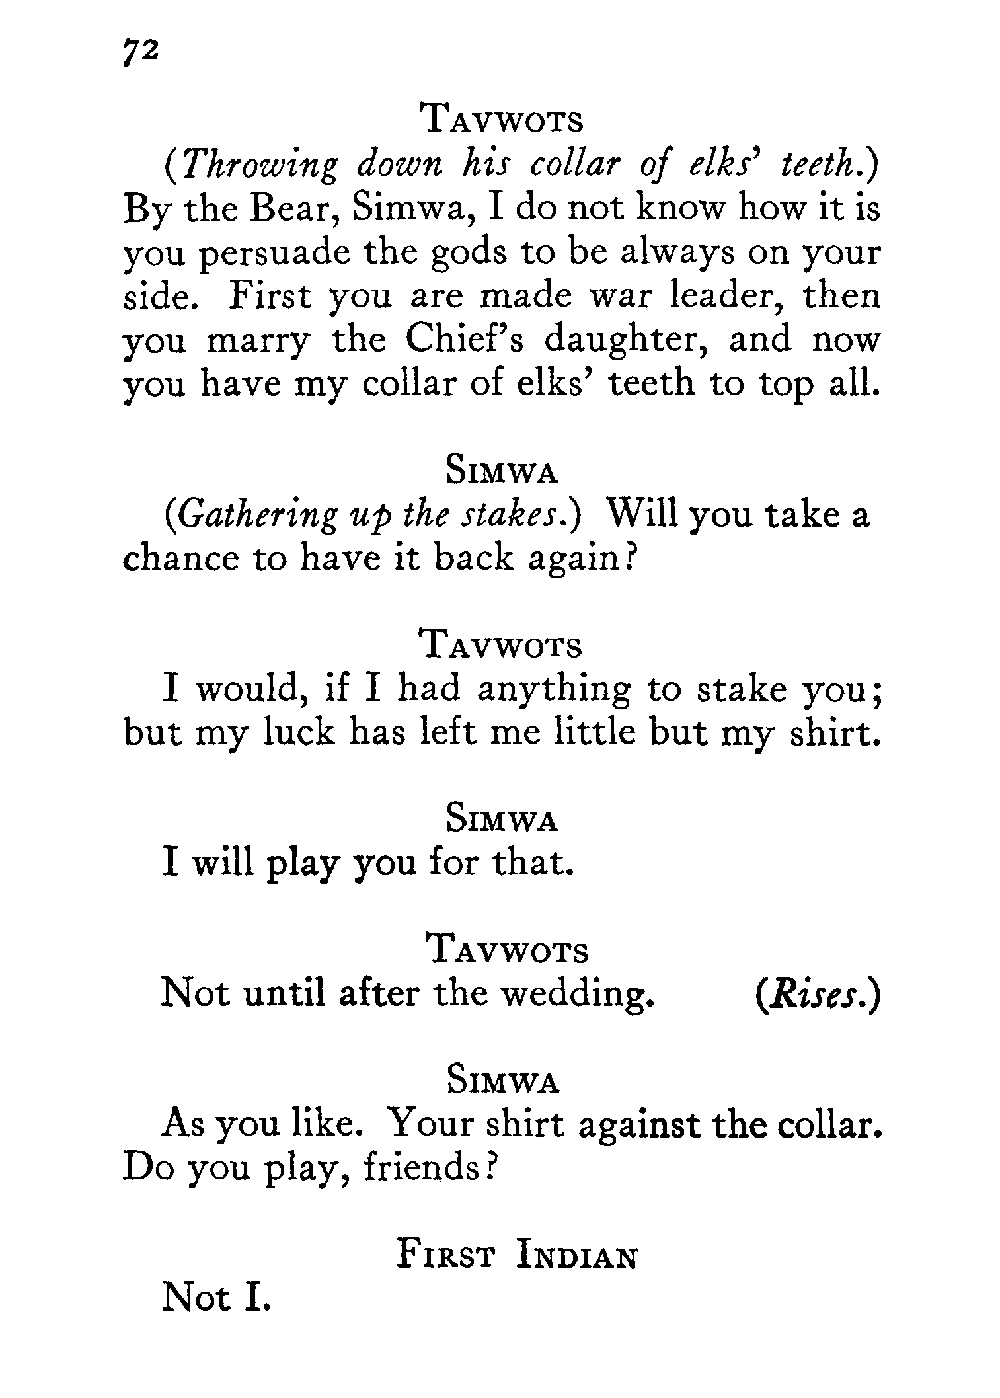 72
TAVWOTS
(Throwing down his collar of elks' teeth.)
By the Bear, Simwa, I do not know how it is
you persuade the gods to be always on your
side. First you are made war leader, then
you marry the Chief's daughter, and now
you have my collar of elks' teeth to top all.
SIMWA
(Gathering up the stakes.) Will you take a
chance to have it back again?
TAVWOTS
I would, if I had anything to stake you;
but my luck has left me little but my shirt.
SIMWA
I will play you for that.
TAVWOTS
Not until after the wedding. (Rises.)
SIMWA
As you like. Your shirt against the collar.
Do you play, friends?
FIRST INDIAN
Not I.